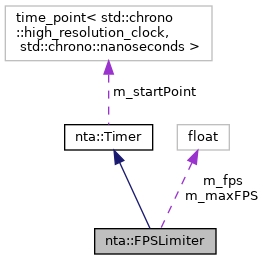 time_point< std::chrono
::high_resolution_clock,
std::chrono::nanoseconds >
m_startPoint
nta::Timer
float
m_fps
m_maxFPS
nta::FPSLimiter